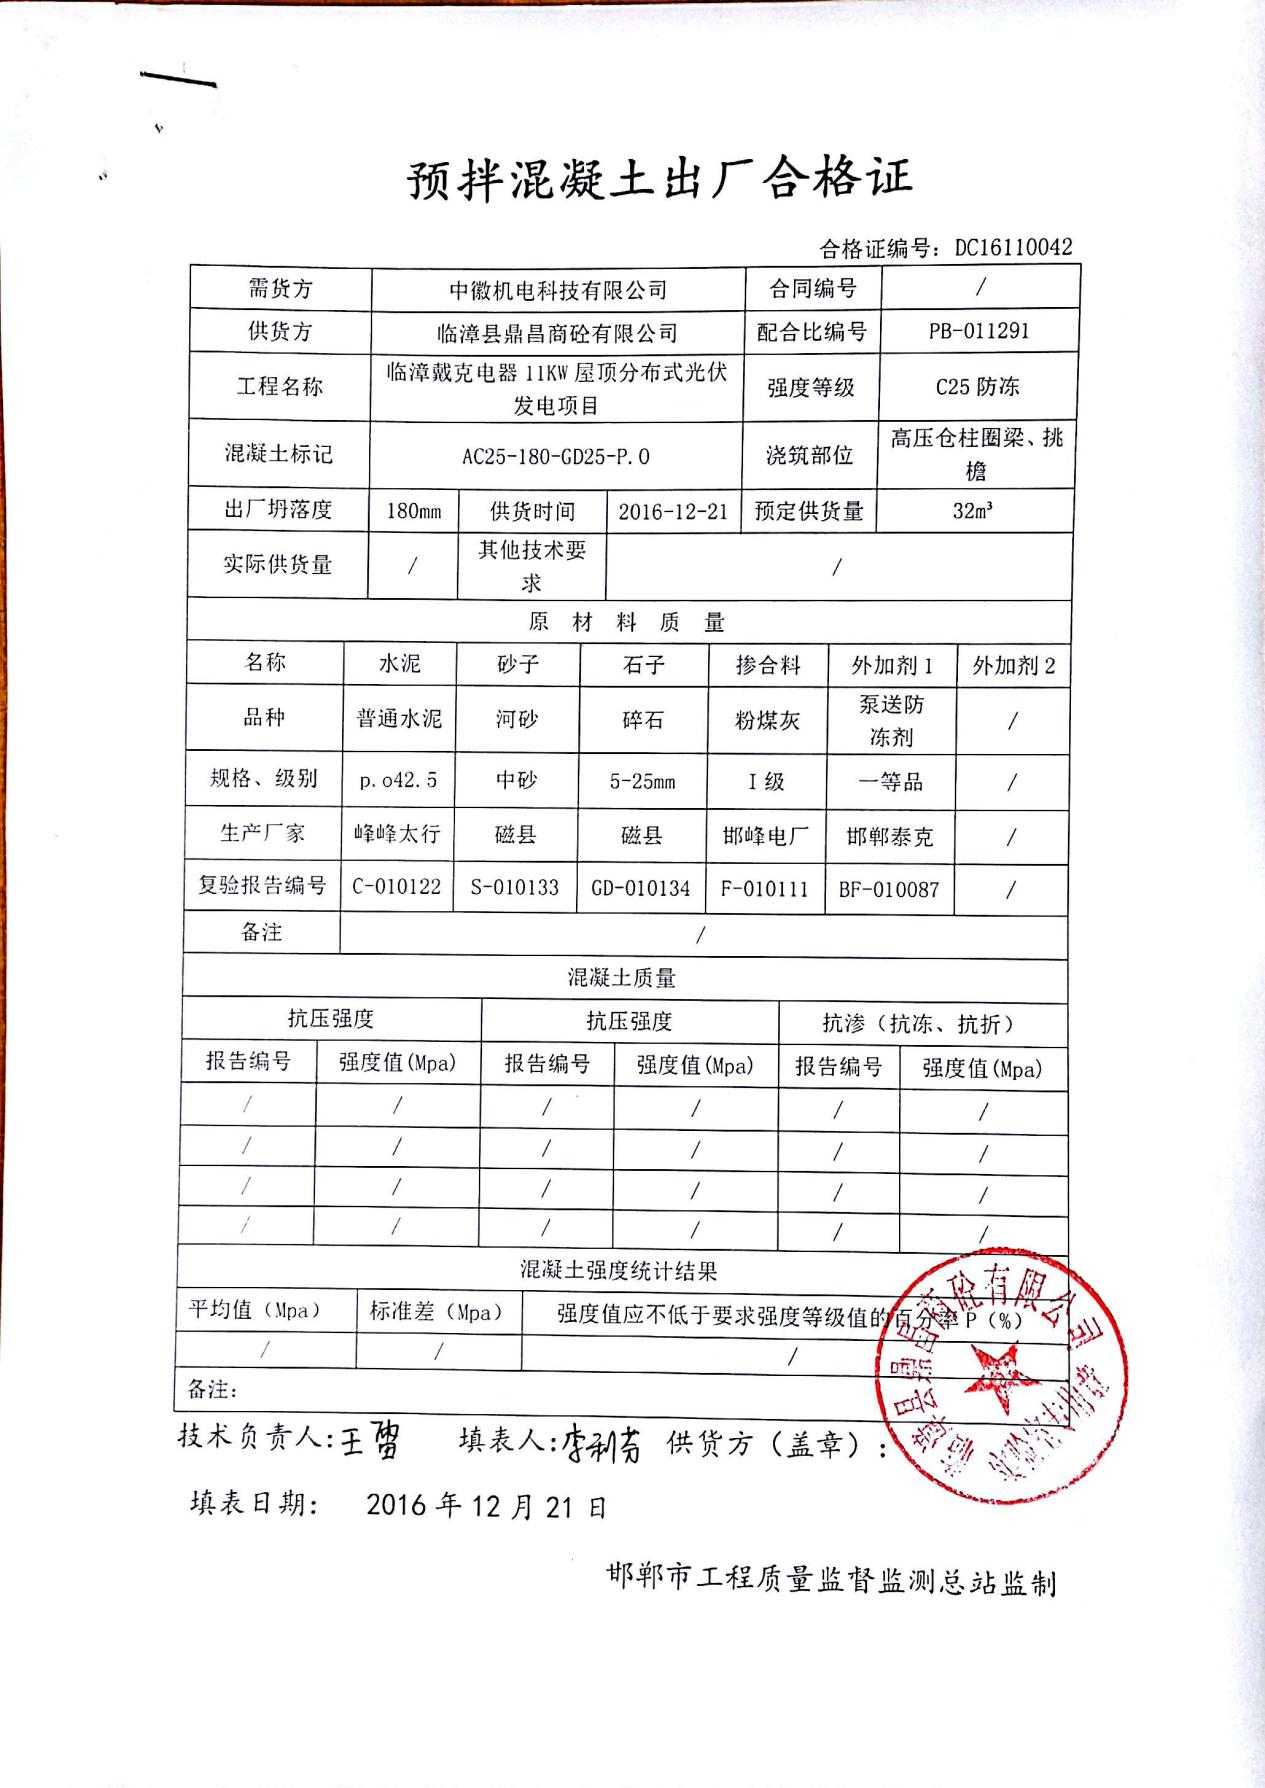 预拌混凝土出厂合格证
合格证编号: DC16110042
需货方 中徽机电科技有限公司 合同编号 /
供货方 临漳县鼎昌商砼有限公司 配合比编号 PB-011291
工程名称 临漳戴克电器 11KW 屋顶分布式光伏发电项目 强度等级 C25 防冻
混凝土标记 AC25-180-GD25-P.O 浇筑部位 高压仓柱圈梁、挑檐
出厂坍落度 180mm 供货时间 2016-12-21 预定供货量 32m³
实际供货量 / 其他技术要求 /
原 材 料 质 量
名称 水泥 砂子 石子 掺合料 外加剂 1 外加剂 2
品种 普通水泥 河砂 碎石 粉煤灰 泵送防冻剂 /
规格、级别 p.o42.5 中砂 5-25mm I 级 一等品 /
生产厂家 峰峰太行 磁县 磁县 邯峰电厂 邯郸泰克 /
复验报告编号 C-010122 S-010133 GD-010134 F-010111 BF-010087 /
备注 /
混凝土质量
抗压强度 抗压强度 抗渗（抗冻、抗折）
报告编号 强度值(Mpa) 报告编号 强度值(Mpa) 报告编号 强度值(Mpa)
/ / / / / /
/ / / / / /
/ / / / / /
/ / / / / /
混凝土强度统计结果
平均值（Mpa） 标准差（Mpa） 强度值应不低于要求强度等级值的百分率 P（%）
/ / /
备注:
技术负责人: 填表人:李利芳 供货方（盖章）:
临漳县鼎昌商砼有限公司
填表日期: 2016 年 12 月 21 日
邯郸市工程质量监督监测总站监制